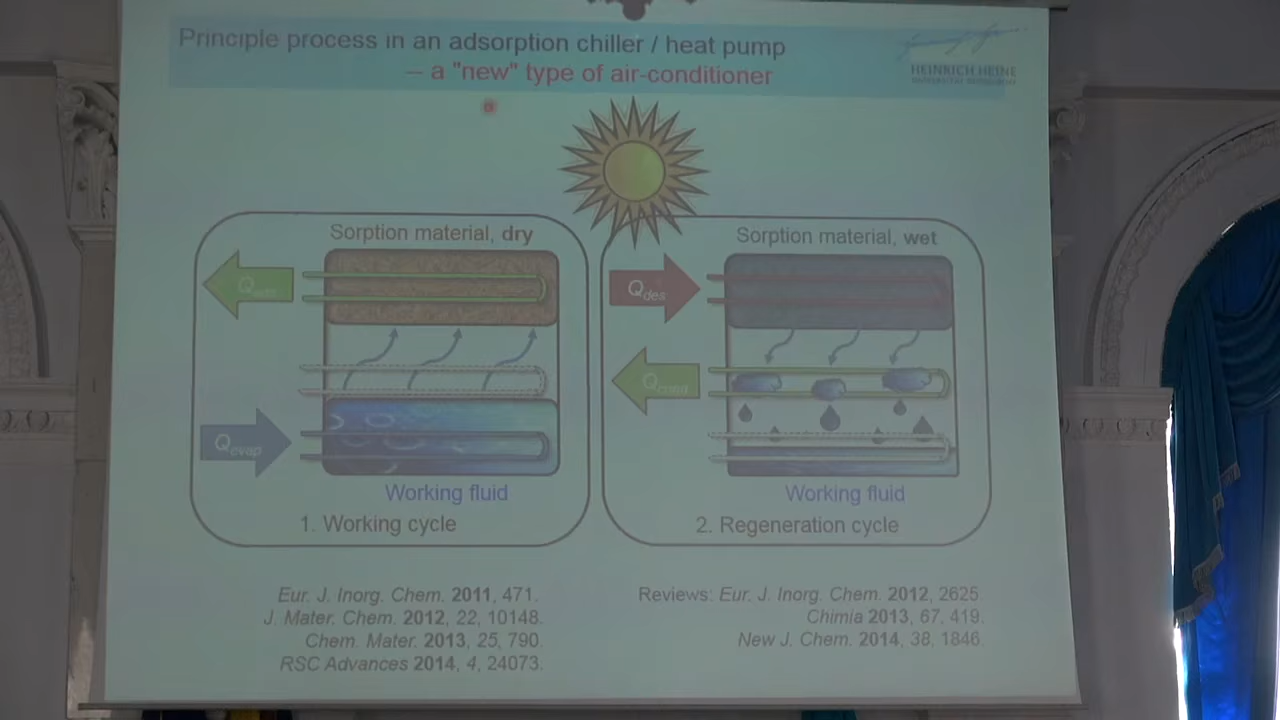 Principle process in an adsorption chiller / heat pump
– a "new" type of air-conditioner
HEINRICH HEINE
Sorption material, dry
Sorption material, wet
Q
Qdes
Qcond
Qevap
Working fluid
Working fluid
1. Working cycle
2. Regeneration cycle
Eur. J. Inorg. Chem. 2011, 471.
J. Mater. Chem. 2012, 22, 10148.
Chem. Mater. 2013, 25, 790.
RSC Advances 2014, 4, 24073.
Reviews: Eur. J. Inorg. Chem. 2012, 2625.
Chimia 2013, 67, 419.
New J. Chem. 2014, 38, 1846.